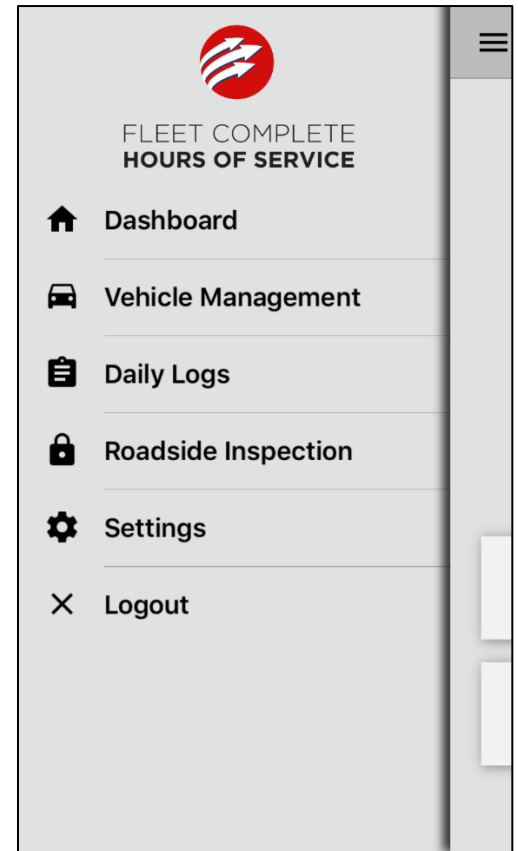 FLEET COMPLETE
HOURS OF SERVICE
Dashboard
Vehicle Management
Daily Logs
Roadside Inspection
Settings
Logout